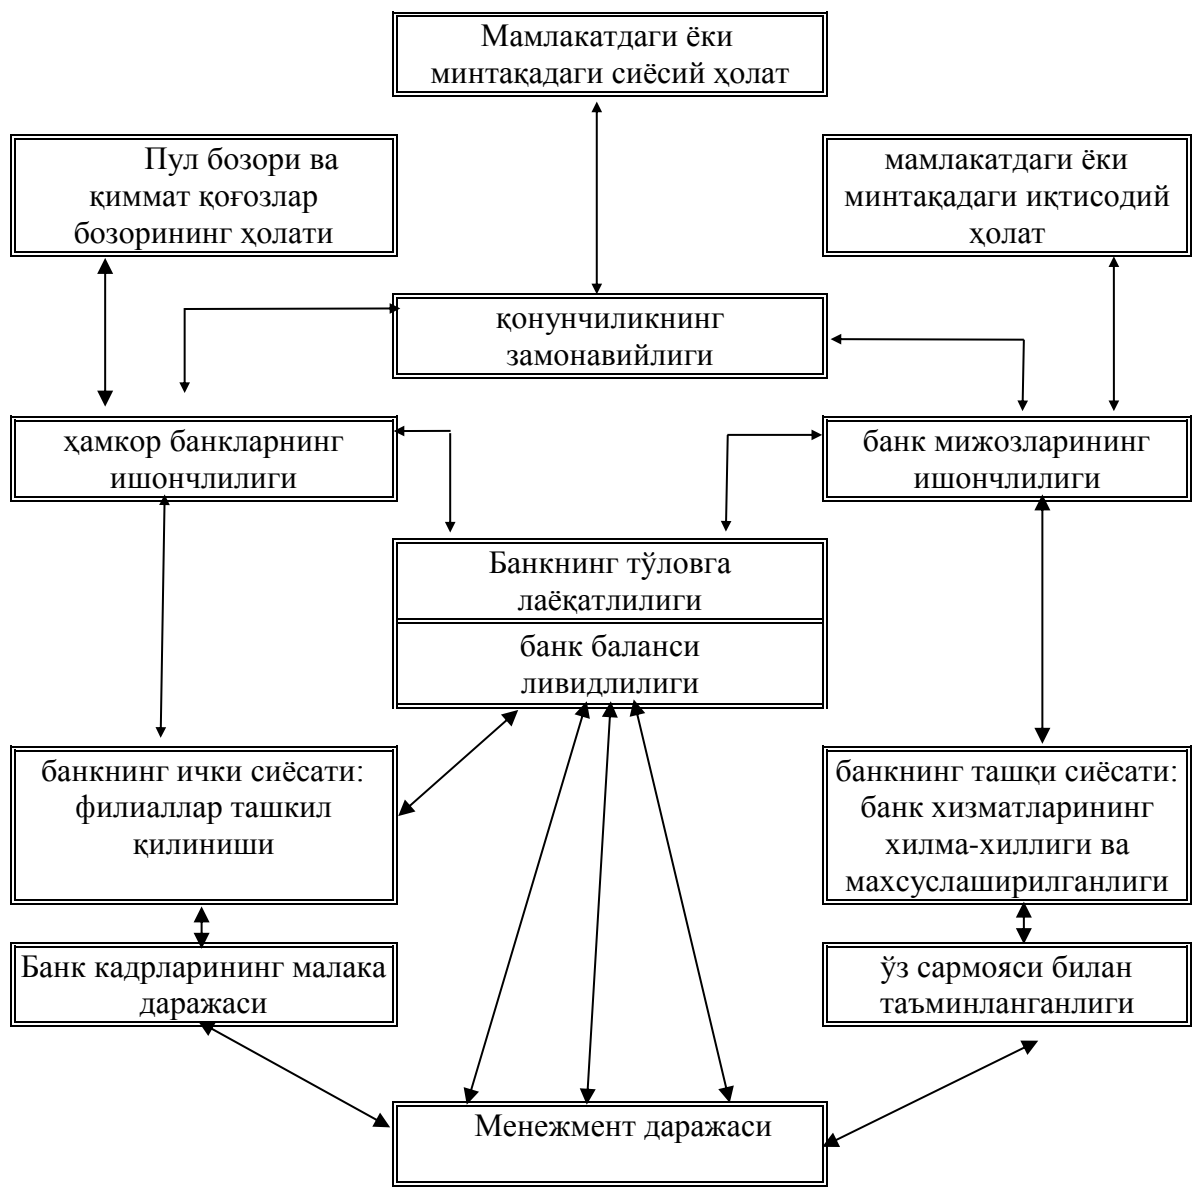 Мамлакатдаги ёки
минтақадаги сиёсий ҳолат
Пул бозори ва
қиммат қоғозлар
бозорининг ҳолати
мамлакатдаги ёки
минтақадаги иқтисодий
ҳолат
қонунчиликнинг
замонавийлиги
ҳамкор банкларнинг
ишончлилиги
банк мижозларининг
ишончлилиги
Банкнинг тўловга
лаёқатлилиги
банк баланси
ливидлилиги
банкнинг ички сиёсати:
филиаллар ташкил
қилиниши
банкнинг ташқи сиёсати:
банк хизматларининг
хилма-хиллиги ва
махсуслаширилганлиги
Банк кадрларининг малака
даражаси
ўз сармояси билан
таъминланганлиги
Менежмент даражаси